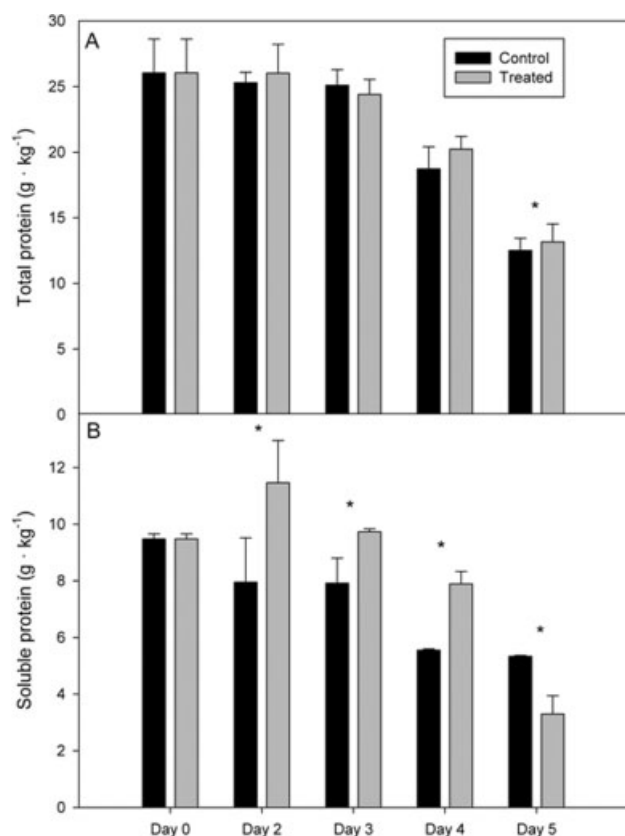 A
Control
Treated
30
25
20
15
10
5
0
Total protein (g · kg-1)
*
B
12
10
8
6
4
2
0
Soluble protein (g · kg-1)
*
*
*
*
Day 0 Day 2 Day 3 Day 4 Day 5